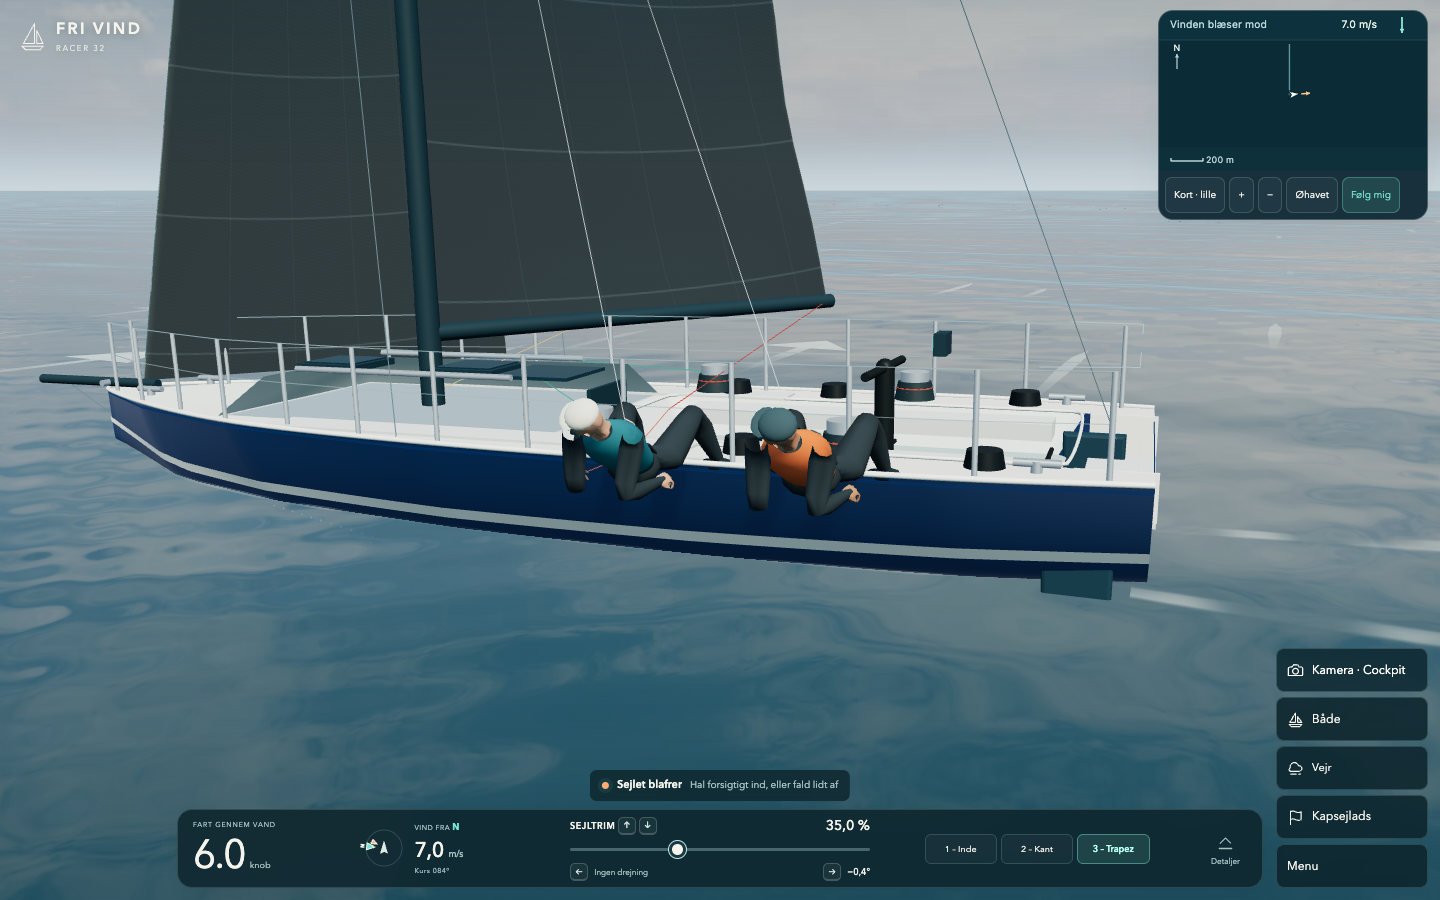 FRI VIND
RACER 32
Vinden blæser mod 7.0 m/s
N
200 m
Kort · lille + − Øhavet Følg mig
Kamera · Cockpit
Både
Vejr
Kapsejlads
Menu
Sejlet blafrer Hal forsigtigt ind, eller fald lidt af
FART GENNEM VAND
6.0 knob
VIND FRA N
7,0 m/s
Kurs 084°
SEJLTRIM ↑ ↓ 35,0 %
← Ingen drejning → −0,4°
1 – Inde 2 – Kant 3 – Trapez
Detaljer